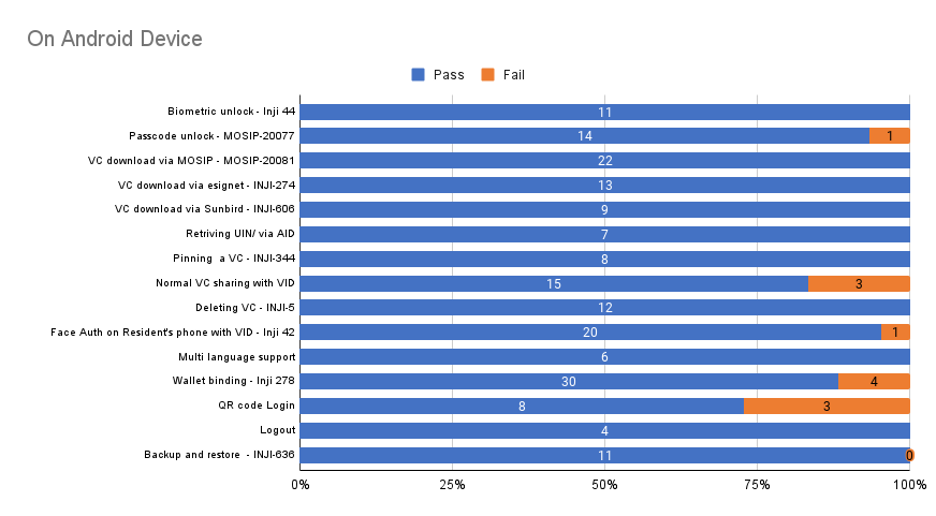 On Android Device
Pass Fail
Biometric unlock - Inji 44 11
Passcode unlock - MOSIP-20077 14 1
VC download via MOSIP - MOSIP-20081 22
VC download via esignet - INJI-274 13
VC download via Sunbird - INJI-606 9
Retriving UIN/ via AID 7
Pinning a VC - INJI-344 8
Normal VC sharing with VID 15 3
Deleting VC - INJI-5 12
Face Auth on Resident's phone with VID - Inji 42 20 1
Multi language support 6
Wallet binding - Inji 278 30 4
QR code Login 8 3
Logout 4
Backup and restore - INJI-636 11 0
0% 25% 50% 75% 100%